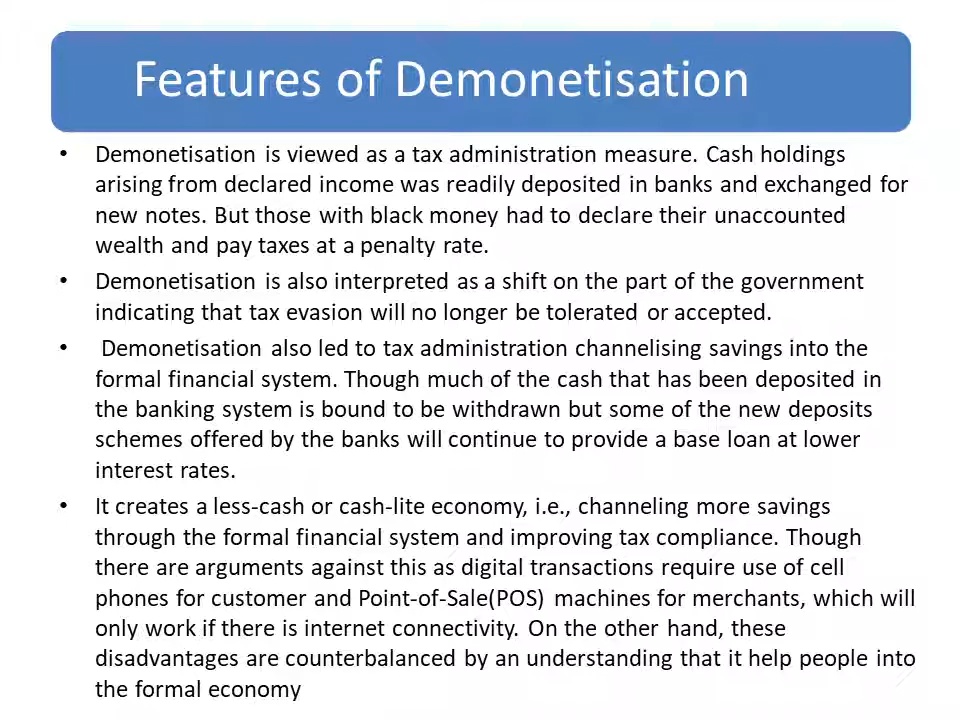 Features of Demonetisation
• Demonetisation is viewed as a tax administration measure. Cash holdings
arising from declared income was readily deposited in banks and exchanged for
new notes. But those with black money had to declare their unaccounted
wealth and pay taxes at a penalty rate.
• Demonetisation is also interpreted as a shift on the part of the government
indicating that tax evasion will no longer be tolerated or accepted.
• Demonetisation also led to tax administration channelising savings into the
formal financial system. Though much of the cash that has been deposited in
the banking system is bound to be withdrawn but some of the new deposits
schemes offered by the banks will continue to provide a base loan at lower
interest rates.
• It creates a less-cash or cash-lite economy, i.e., channeling more savings
through the formal financial system and improving tax compliance. Though
there are arguments against this as digital transactions require use of cell
phones for customer and Point-of-Sale(POS) machines for merchants, which will
only work if there is internet connectivity. On the other hand, these
disadvantages are counterbalanced by an understanding that it help people into
the formal economy